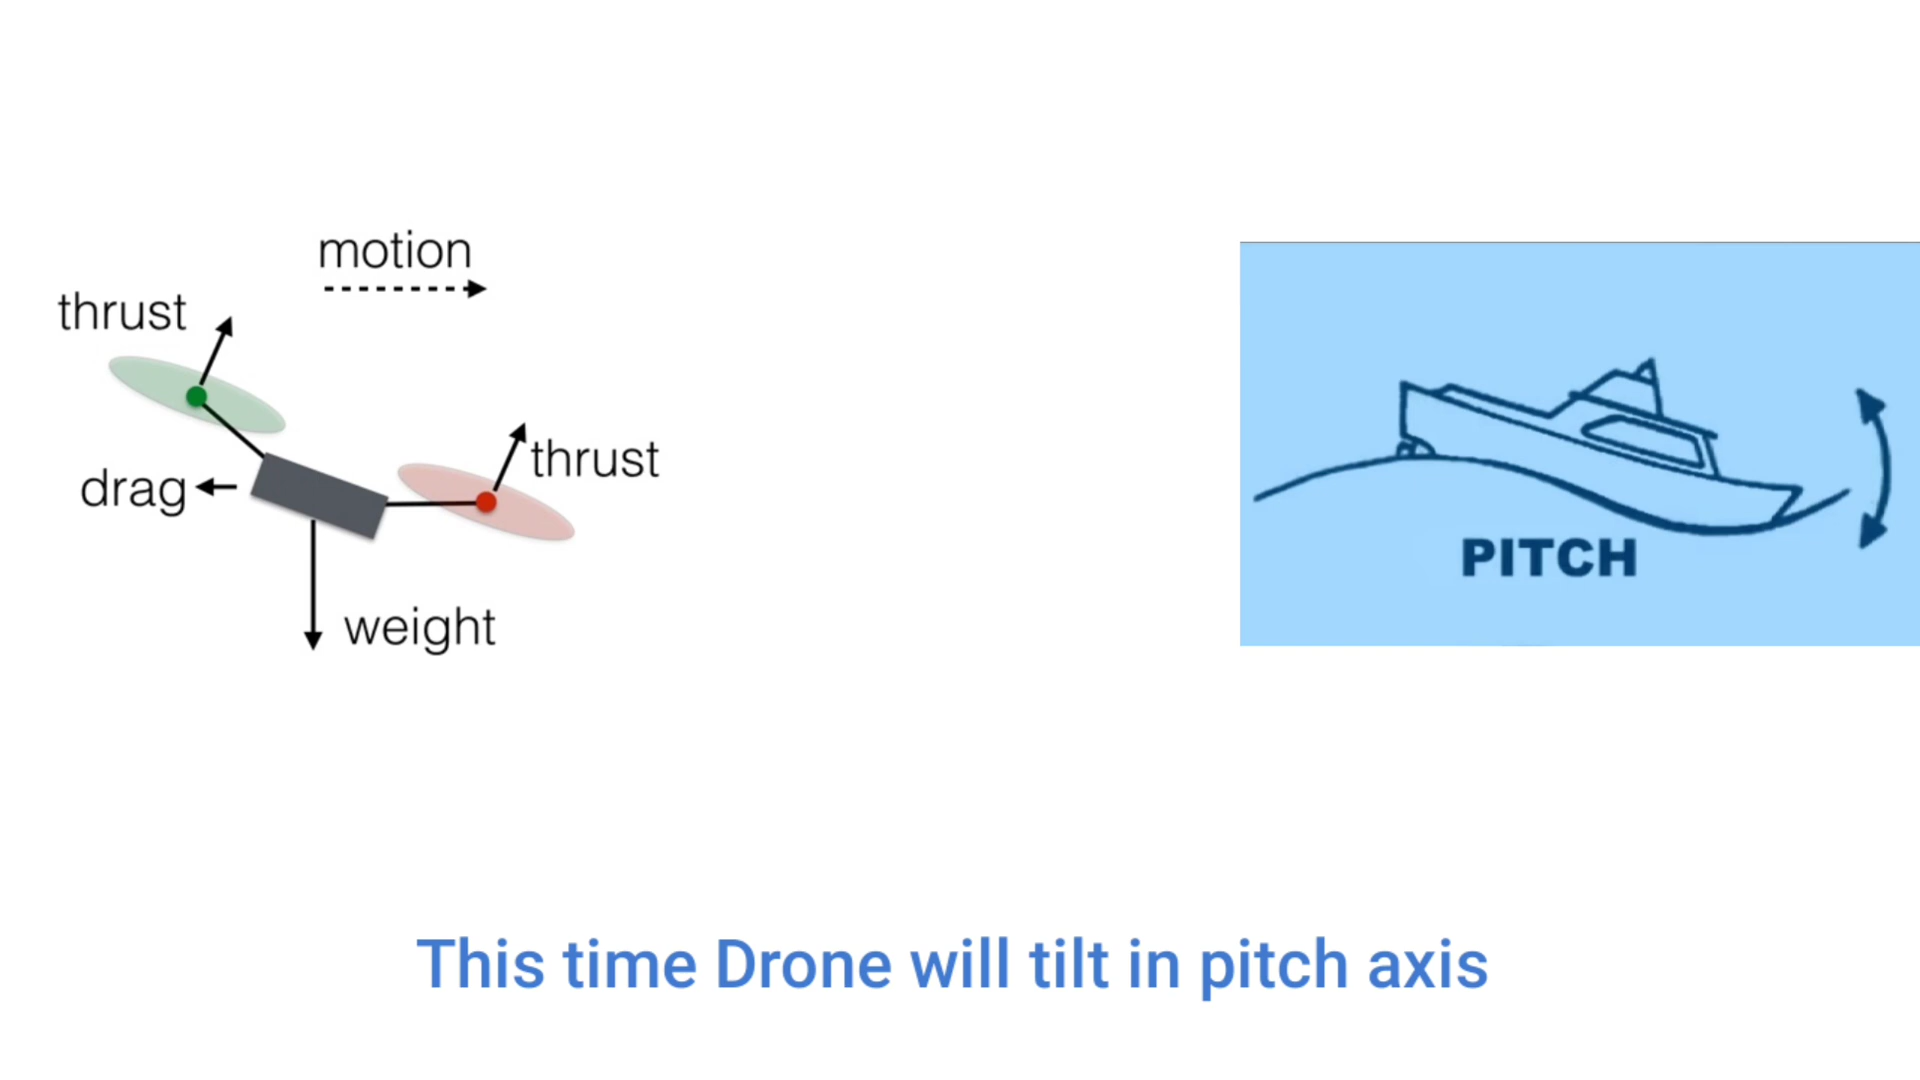 motion
thrust
thrust
drag
weight
PITCH
This time Drone will tilt in pitch axis